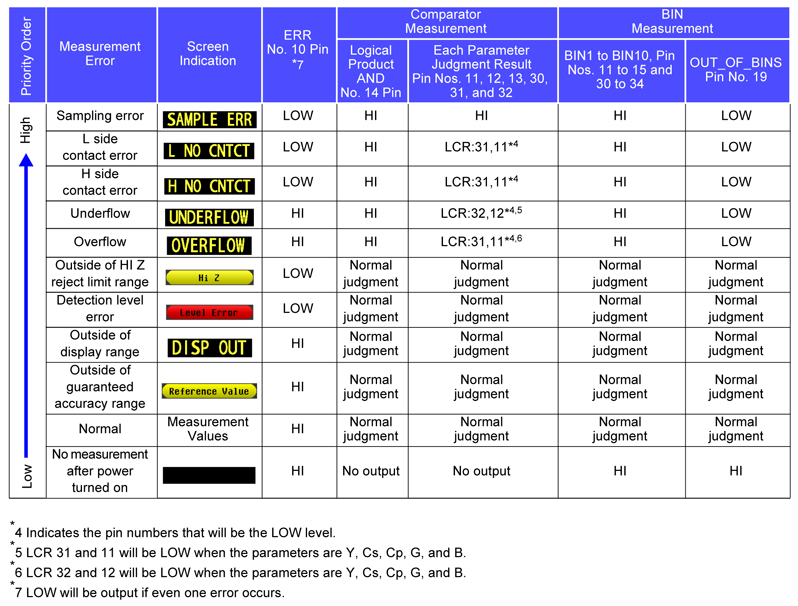 Priority Order
Measurement
Error
Screen
Indication
ERR
No. 10 Pin
*7
Comparator
Measurement
BIN
Measurement
Logical
Product
AND
No. 14 Pin
Each Parameter
Judgment Result
Pin Nos. 11, 12, 13, 30,
31, and 32
BIN1 to BIN10, Pin
Nos. 11 to 15 and
30 to 34
OUT_OF_BINS
Pin No. 19
High
Sampling error
SAMPLE ERR
LOW
HI
HI
HI
LOW
L side
contact error
L NO CNTCT
LOW
HI
LCR:31,11*4
HI
LOW
H side
contact error
H NO CNTCT
LOW
HI
LCR:31,11*4
HI
LOW
Underflow
UNDERFLOW
HI
HI
LCR:32,12*4,5
HI
LOW
Overflow
OVERFLOW
HI
HI
LCR:31,11*4,6
HI
LOW
Outside of HI Z
reject limit range
Hi Z
LOW
Normal
judgment
Normal
judgment
Normal
judgment
Normal
judgment
Detection level
error
Level Error
LOW
Normal
judgment
Normal
judgment
Normal
judgment
Normal
judgment
Outside of
display range
DISP OUT
HI
Normal
judgment
Normal
judgment
Normal
judgment
Normal
judgment
Outside of
guaranteed
accuracy range
Reference Value
HI
Normal
judgment
Normal
judgment
Normal
judgment
Normal
judgment
Normal
Measurement
Values
HI
Normal
judgment
Normal
judgment
Normal
judgment
Normal
judgment
Low
No measurement
after power
turned on
HI
No output
No output
HI
HI
*4 Indicates the pin numbers that will be the LOW level.
*5 LCR 31 and 11 will be LOW when the parameters are Y, Cs, Cp, G, and B.
*6 LCR 32 and 12 will be LOW when the parameters are Y, Cs, Cp, G, and B.
*7 LOW will be output if even one error occurs.